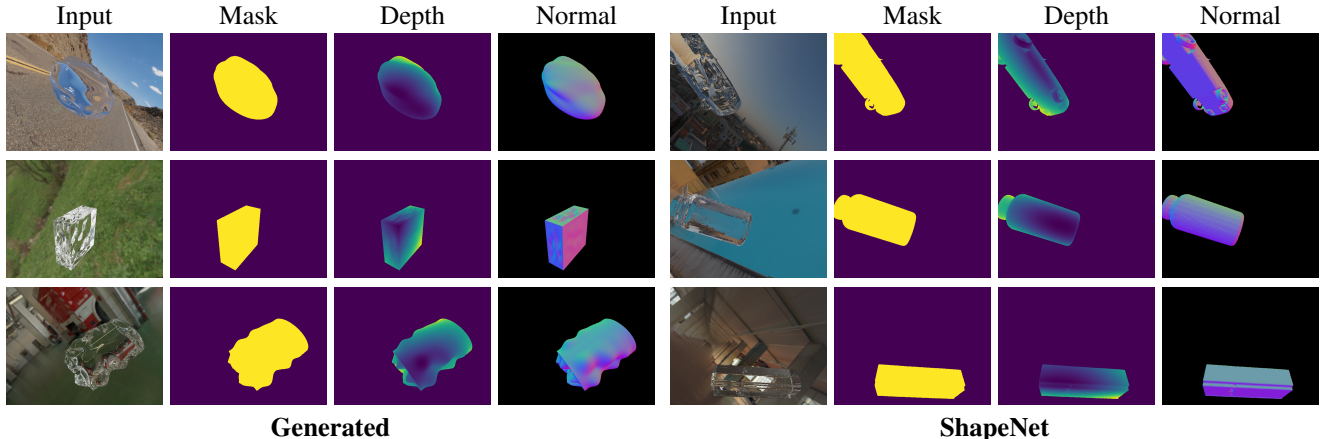 Input Mask Depth Normal Input Mask Depth Normal
Generated ShapeNet